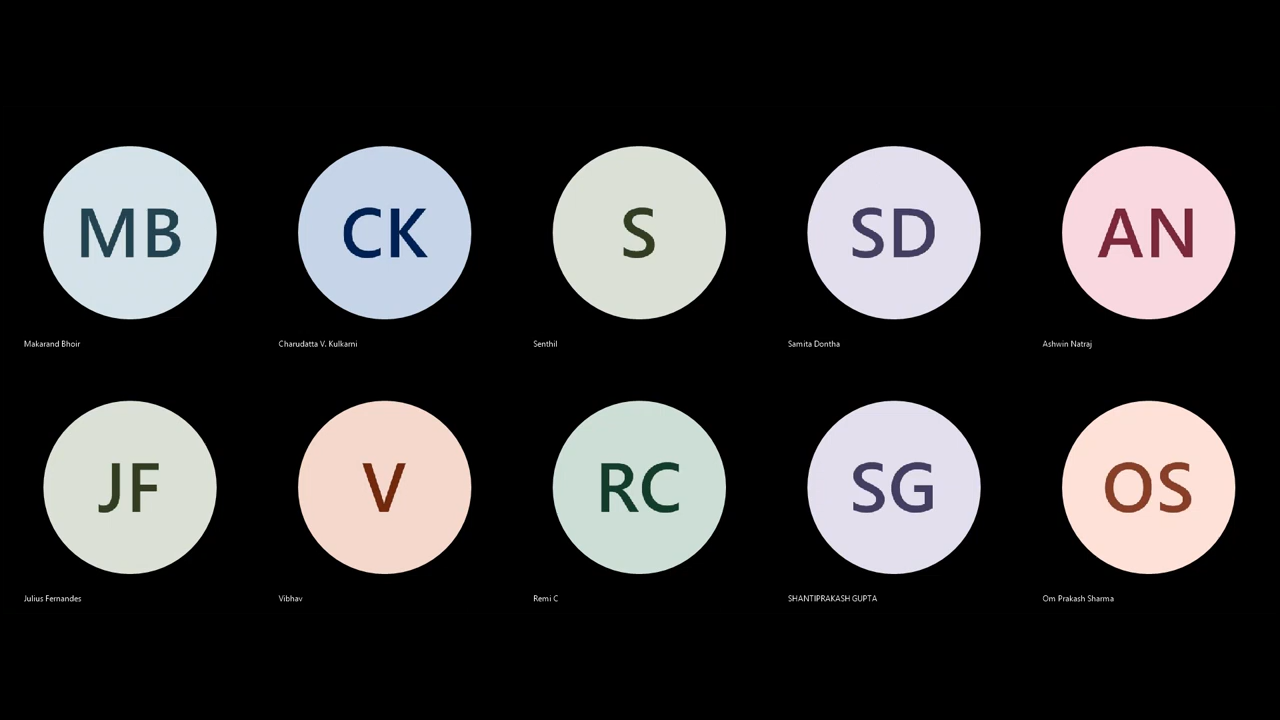 MB
CK
S
SD
AN
Makarand Bhoir
Charudatta V. Kulkarni
Senthil
Samita Dontha
Ashwin Natraj
JF
V
RC
SG
OS
Julius Fernandes
Vibhav
Remi C
SHANTIPRAKASH GUPTA
Om Prakash Sharma